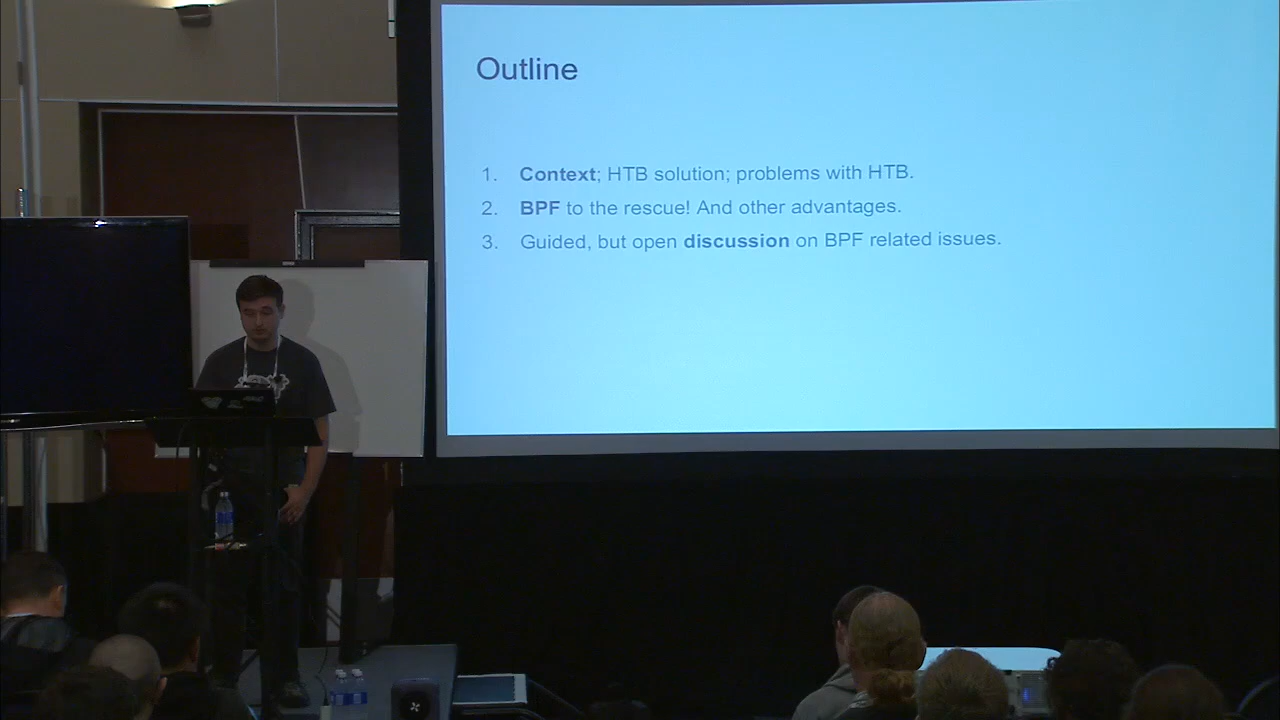 Outline
1. Context; HTB solution; problems with HTB.
2. BPF to the rescue! And other advantages.
3. Guided, but open discussion on BPF related issues.